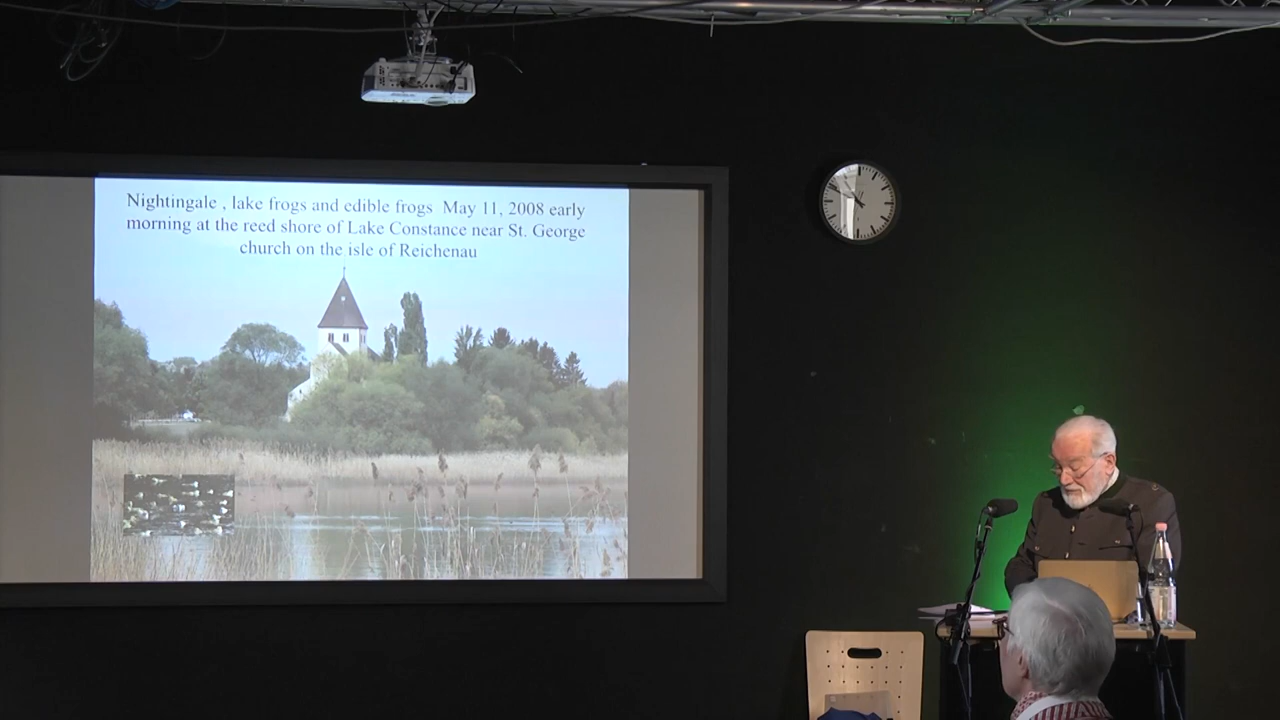 Nightingale , lake frogs and edible frogs  May 11, 2008 early
morning at the reed shore of Lake Constance near St. George
church on the isle of Reichenau